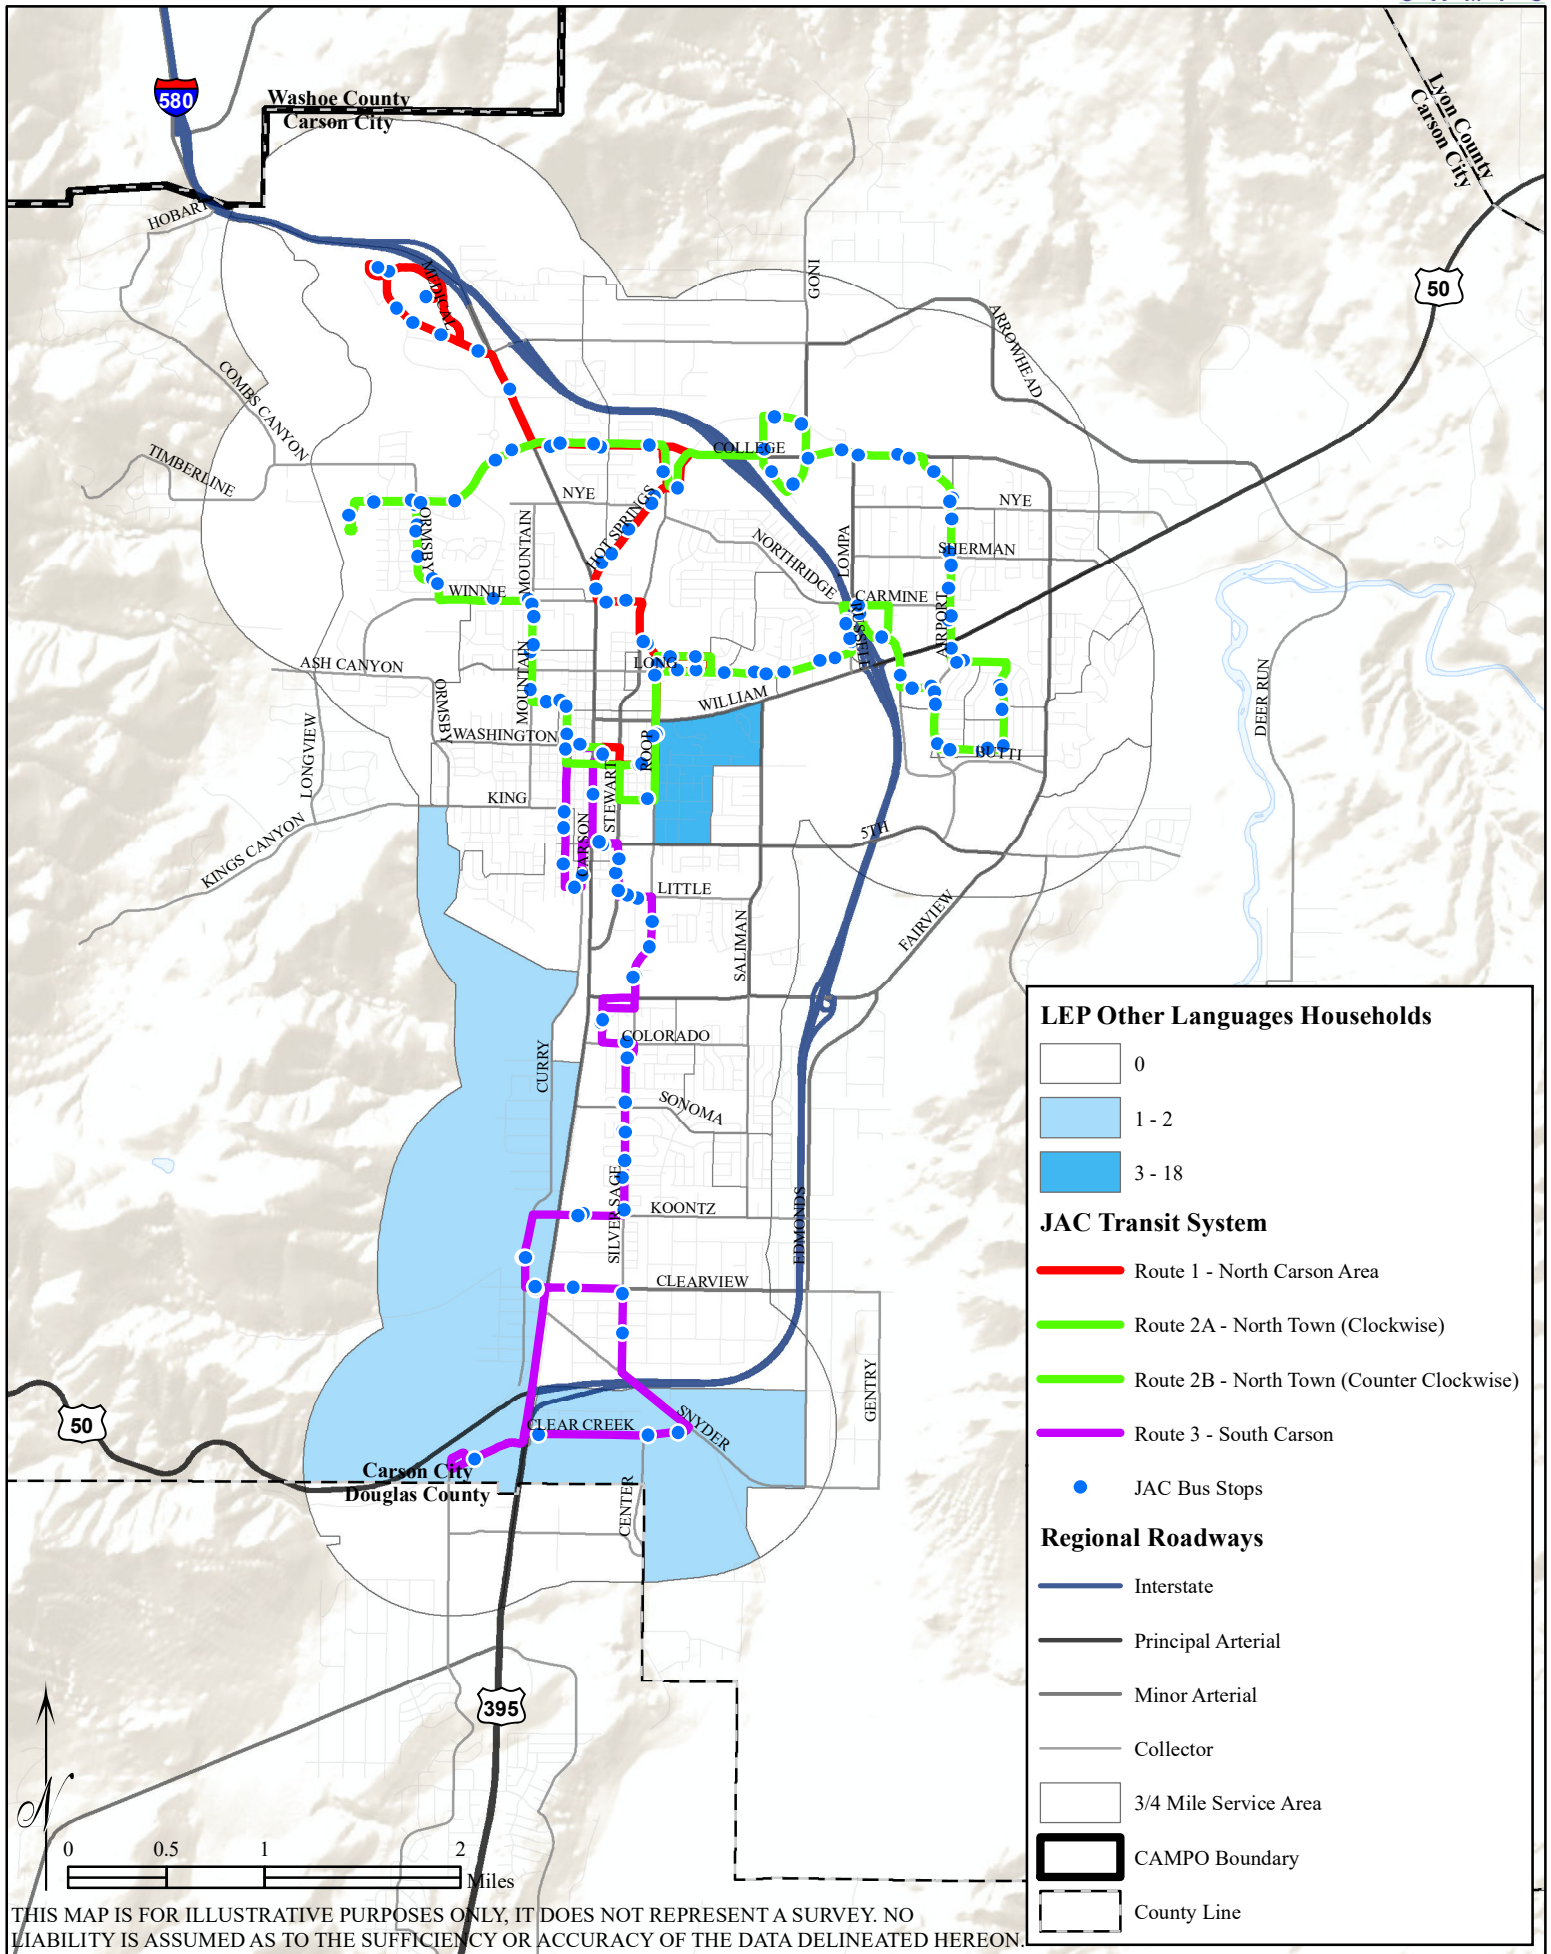 580
Washoe County
Carson City
Lyon County
Carson City
HOBART
50
MEDICAL
GONI
ARROWHEAD
COMBS CANYON
TIMBERLINE
COLLEGE
NYE
NYE
HOT SPRINGS
ORMSBY
MOUNTAIN
NORTHRIDGE
LOMPA
SHERMAN
WINNIE
CARMINE
RUSSELL
AIRPORT
ASH CANYON
LONG
MOUNTAIN
ORMSBY
WILLIAM
DEER RUN
LONGVIEW
WASHINGTON
ROOP
BUTTI
STEWART
KING
KINGS CANYON
CARSON
5TH
LITTLE
SALIMAN
FAIRVIEW
COLORADO
CURRY
SONOMA
SILVER SAGE
KOONTZ
EDMONDS
CLEARVIEW
GENTRY
50
CLEAR CREEK
SNYDER
Carson City
Douglas County
CENTER
395
LEP Other Languages Households
0
1 - 2
3 - 18
JAC Transit System
Route 1 - North Carson Area
Route 2A - North Town (Clockwise)
Route 2B - North Town (Counter Clockwise)
Route 3 - South Carson
JAC Bus Stops
Regional Roadways
Interstate
Principal Arterial
Minor Arterial
Collector
3/4 Mile Service Area
CAMPO Boundary
County Line
N
0 0.5 1 2
Miles
THIS MAP IS FOR ILLUSTRATIVE PURPOSES ONLY, IT DOES NOT REPRESENT A SURVEY. NO
LIABILITY IS ASSUMED AS TO THE SUFFICIENCY OR ACCURACY OF THE DATA DELINEATED HEREON.